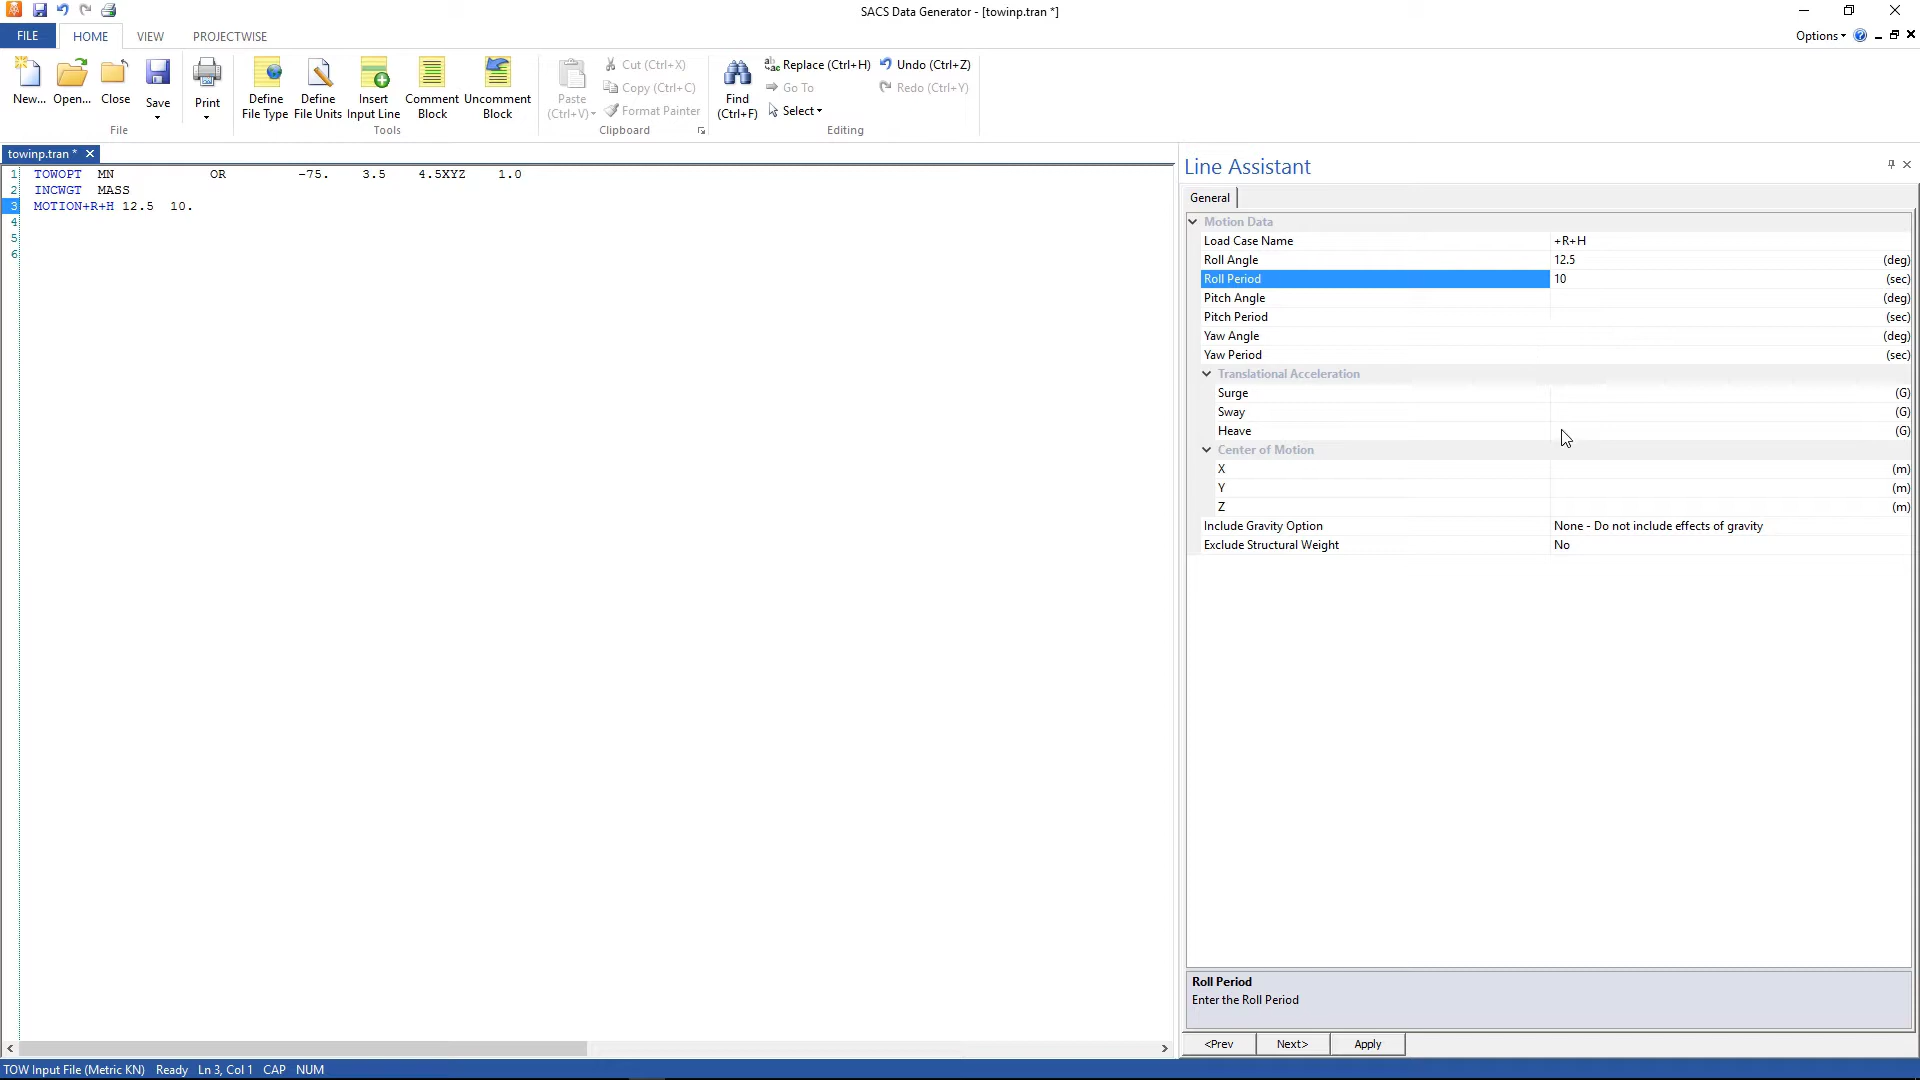 SACS Data Generator - [towinp.tran *]
FILE HOME VIEW PROJECTWISE Options
New... Open... Close Save Print
Define File Type Define File Units Insert Input Line Comment Block Uncomment Block
Paste (Ctrl+V) Cut (Ctrl+X) Copy (Ctrl+C) Format Painter
Find (Ctrl+F) Replace (Ctrl+H) Go To Select Undo (Ctrl+Z) Redo (Ctrl+Y)
File Tools Clipboard Editing
towinp.tran *
1 TOWOPT MN OR -75. 3.5 4.5XYZ 1.0
2 INCWGT MASS
3 MOTION+R+H 12.5 10.
4
5
6
Line Assistant
General
Motion Data
Load Case Name +R+H
Roll Angle 12.5 (deg)
Roll Period 10 (sec)
Pitch Angle (deg)
Pitch Period (sec)
Yaw Angle (deg)
Yaw Period (sec)
Translational Acceleration
Surge (G)
Sway (G)
Heave (G)
Center of Motion
X (m)
Y (m)
Z (m)
Include Gravity Option None - Do not include effects of gravity
Exclude Structural Weight No
Roll Period
Enter the Roll Period
<Prev Next> Apply
TOW Input File (Metric KN) Ready Ln 3, Col 1 CAP NUM